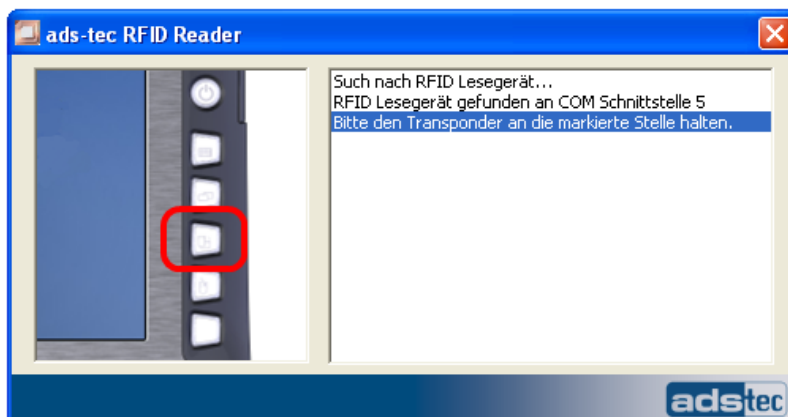 ads-tec RFID Reader
Such nach RFID Lesegerät...
RFID Lesegerät gefunden an COM Schnittstelle 5
Bitte den Transponder an die markierte Stelle halten.
adstec